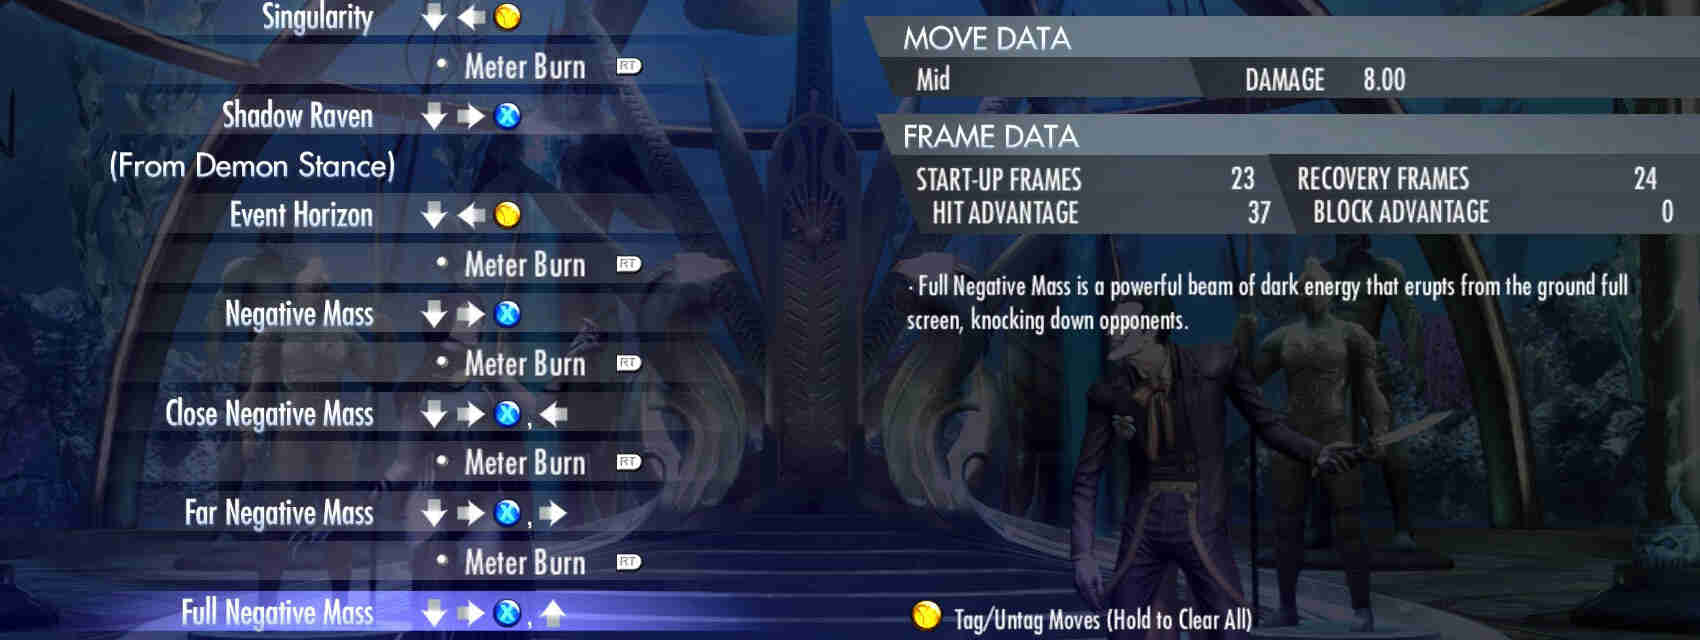 Singularity Y
Meter Burn RT
Shadow Raven X
(From Demon Stance)
Event Horizon Y
Meter Burn RT
Negative Mass X
Meter Burn RT
Close Negative Mass X ,
Meter Burn RT
Far Negative Mass X ,
Meter Burn RT
Full Negative Mass X ,
MOVE DATA
Mid DAMAGE 8.00
FRAME DATA
START-UP FRAMES 23 RECOVERY FRAMES 24
HIT ADVANTAGE 37 BLOCK ADVANTAGE 0
· Full Negative Mass is a powerful beam of dark energy that erupts from the ground full
screen, knocking down opponents.
Y Tag/Untag Moves (Hold to Clear All)